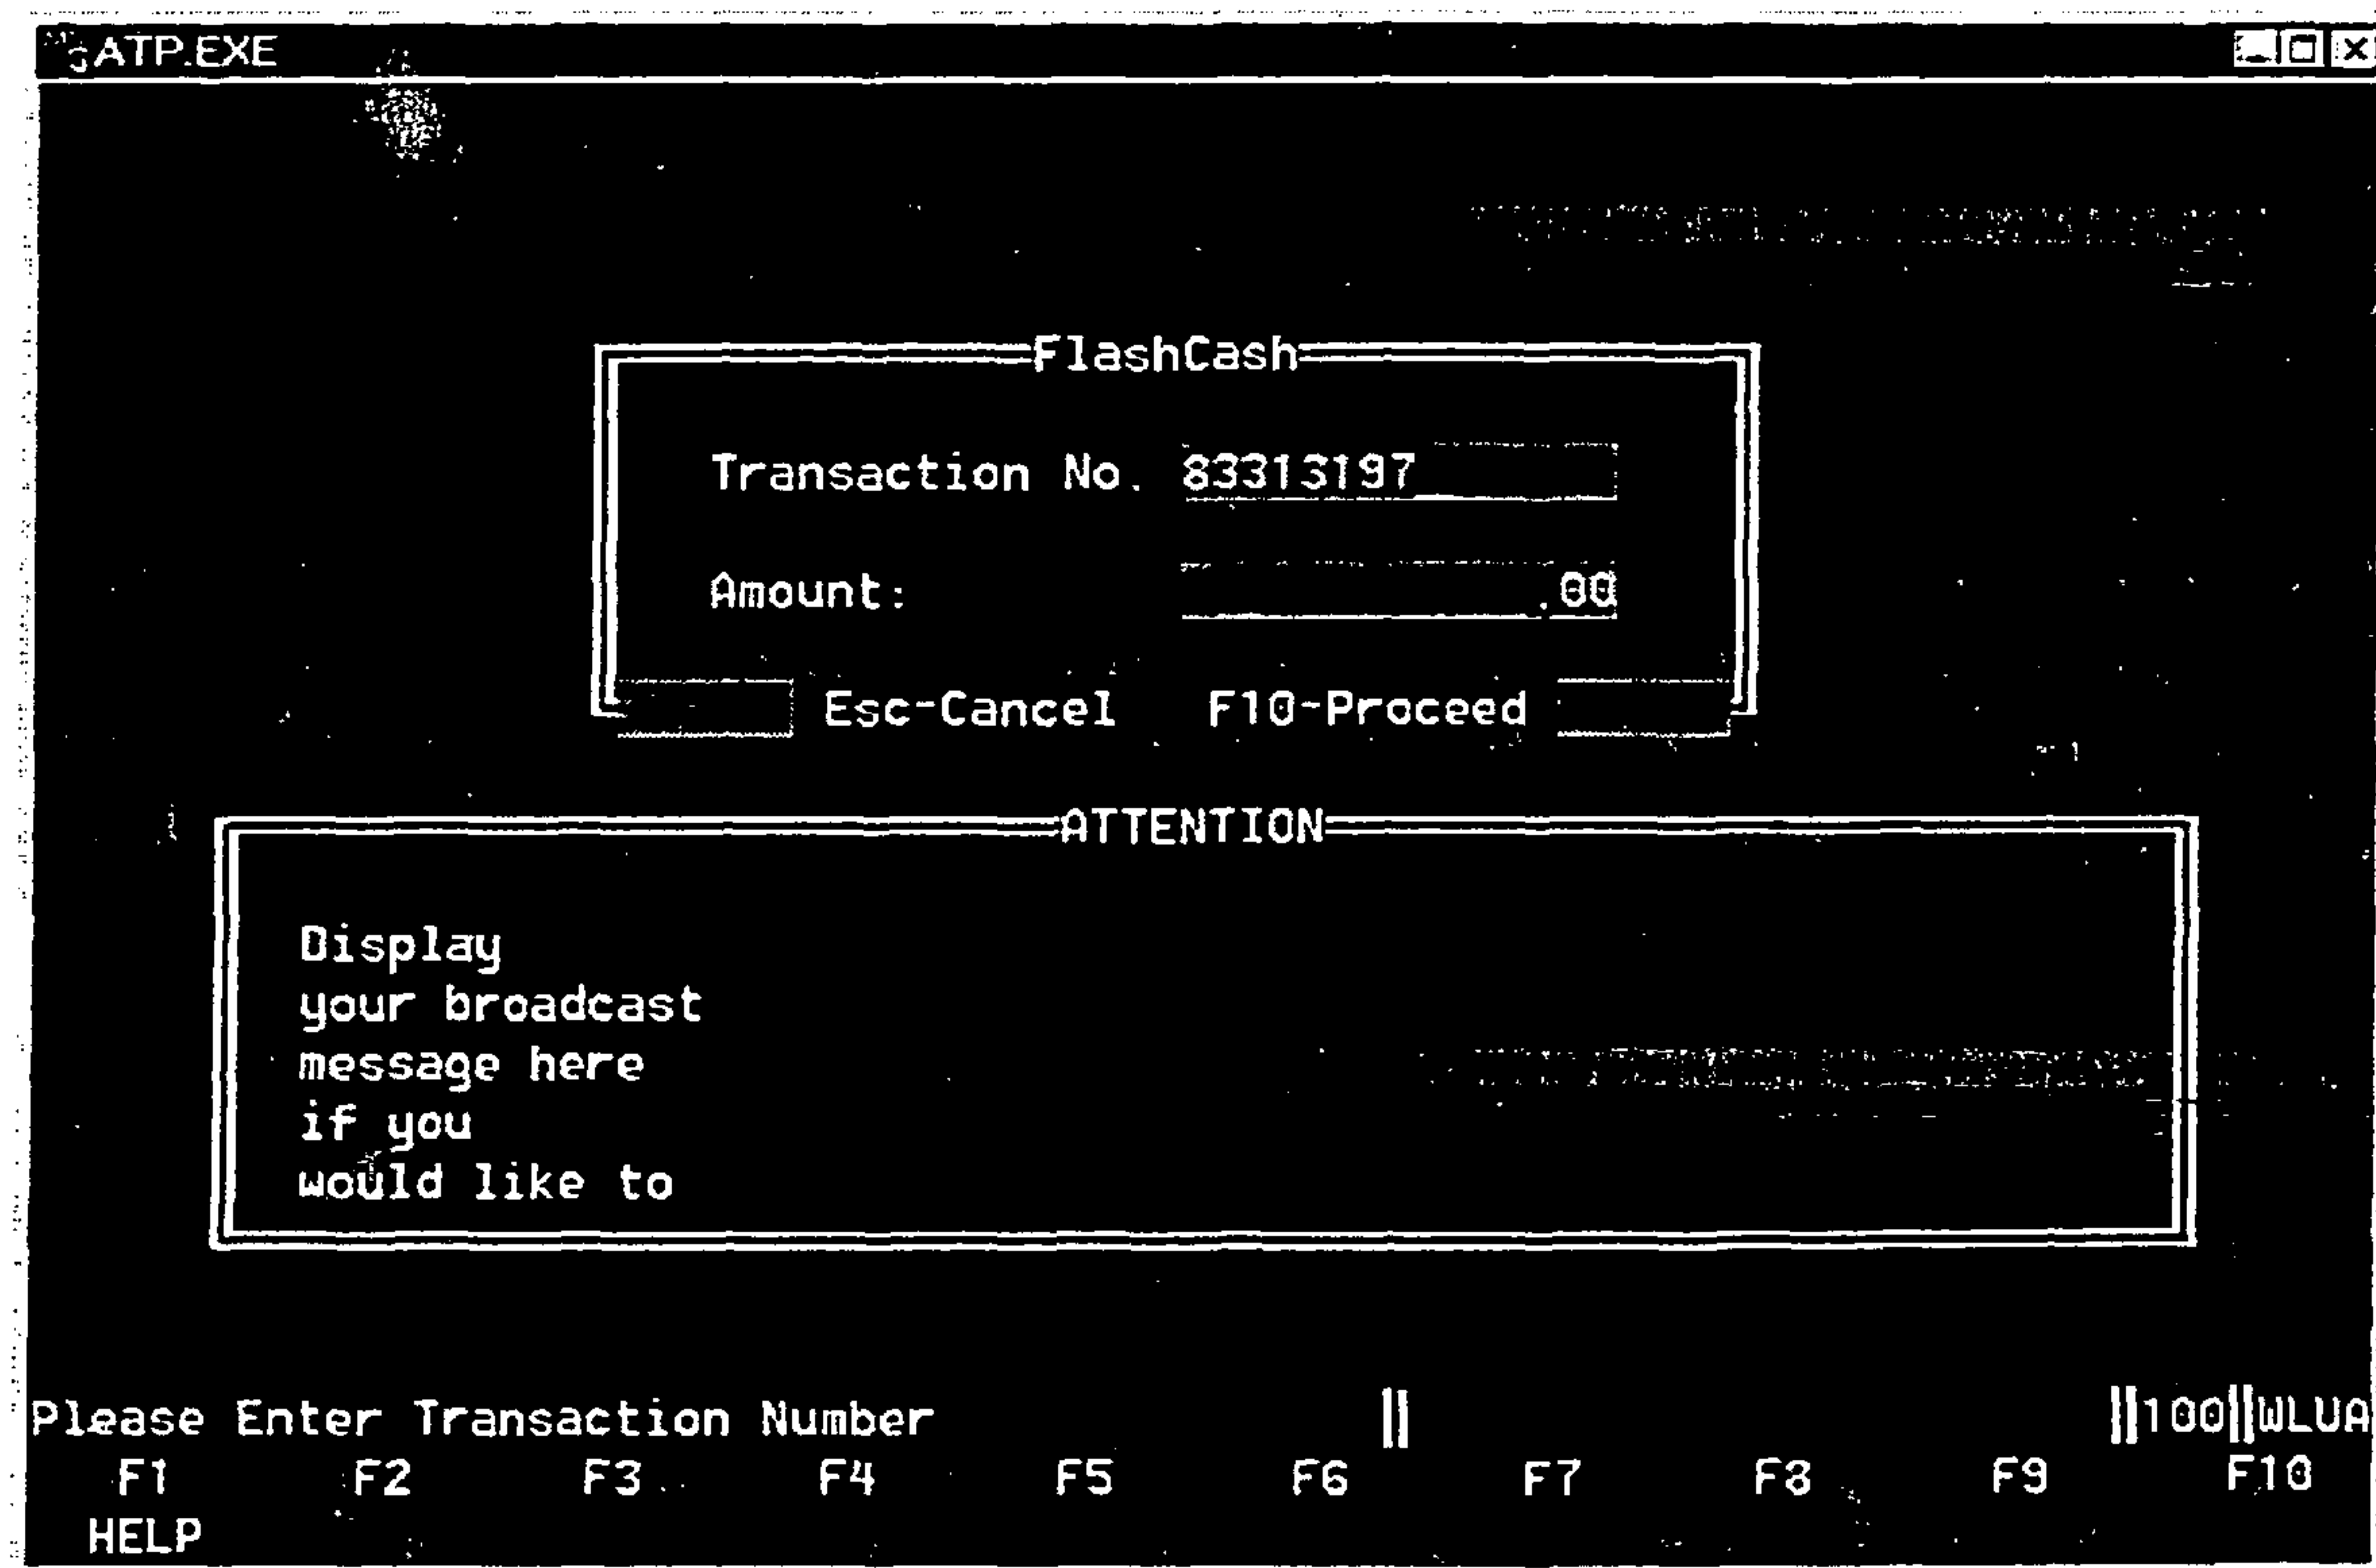 ATP.EXE
FlashCash
Transaction No. 83313197
Amount: .00
Esc-Cancel F10-Proceed
ATTENTION
Display
your broadcast
message here
if you
would like to
Please Enter Transaction Number ||100||WLUA
F1 F2 F3 F4 F5 F6 F7 F8 F9 F10
HELP